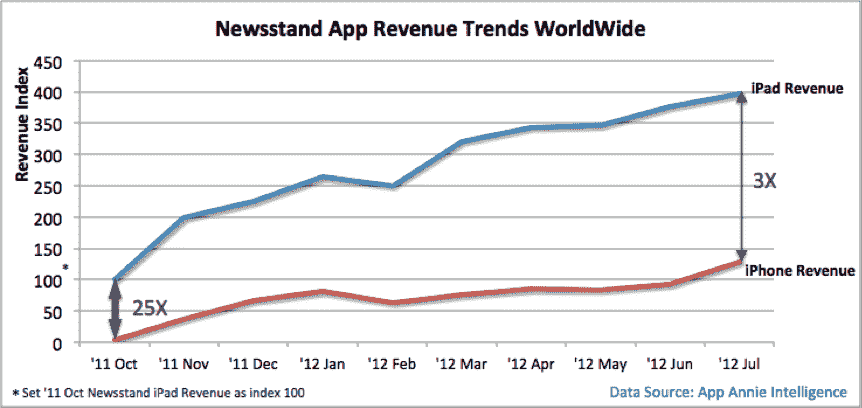 Newsstand App Revenue Trends WorldWide
Revenue Index
450
400
350
300
250
200
150
*
100
50
0
iPad Revenue
3X
iPhone Revenue
25X
'11 Oct '11 Nov '11 Dec '12 Jan '12 Feb '12 Mar '12 Apr '12 May '12 Jun '12 Jul
* Set '11 Oct Newsstand iPad Revenue as index 100
Data Source: App Annie Intelligence